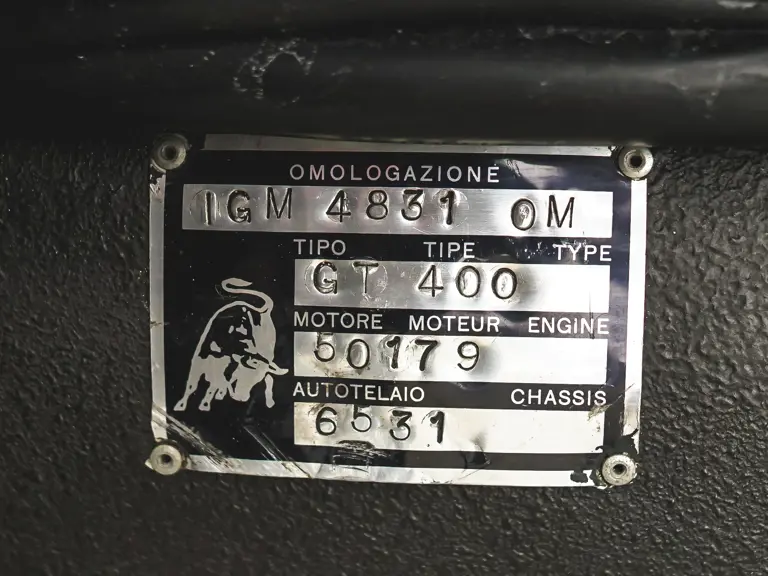 OMOLOGAZIONE
IGM 4831 OM
TIPO TIPE TYPE
GT 400
MOTORE MOTEUR ENGINE
50179
AUTOTELAIO CHASSIS
6531